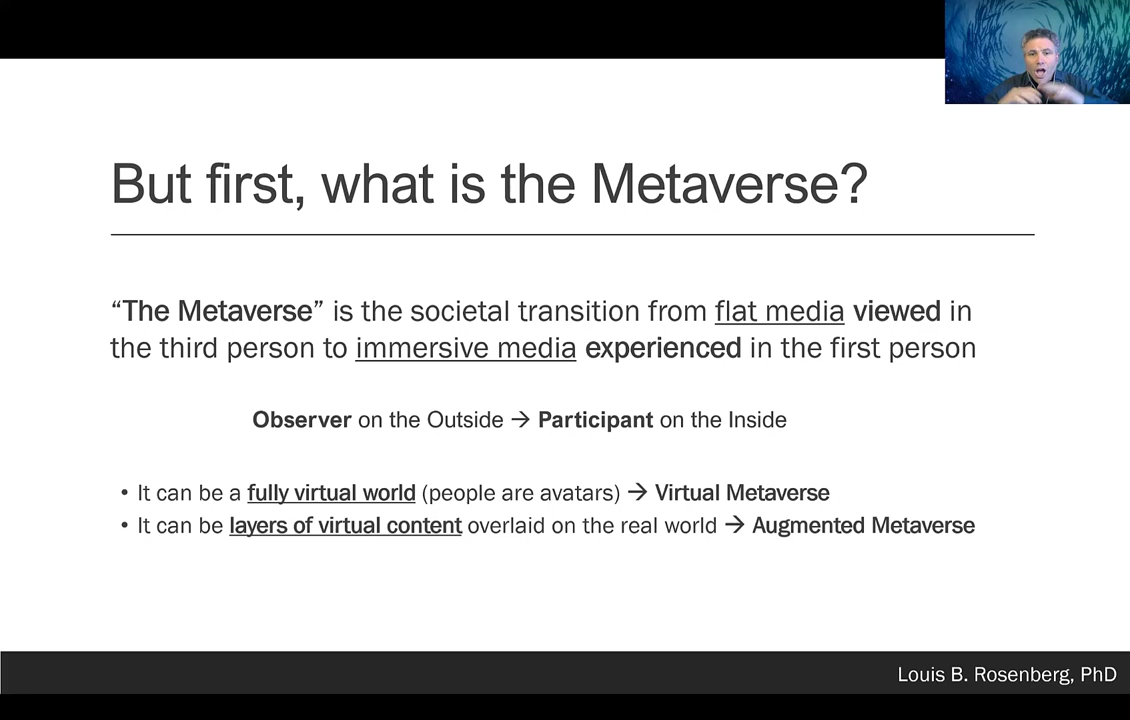 But first, what is the Metaverse?
“The Metaverse” is the societal transition from flat media viewed in
the third person to immersive media experienced in the first person
Observer on the Outside → Participant on the Inside
• It can be a fully virtual world (people are avatars) → Virtual Metaverse
• It can be layers of virtual content overlaid on the real world → Augmented Metaverse
Louis B. Rosenberg, PhD